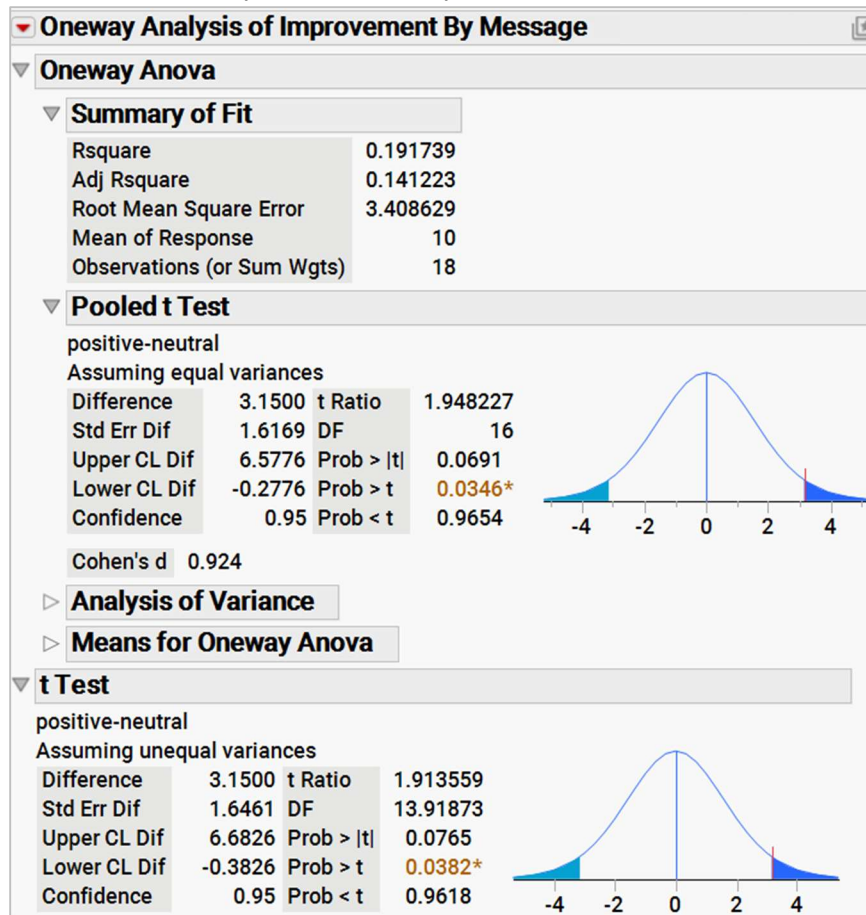 Oneway Analysis of Improvement By Message
Oneway Anova
Summary of Fit
Rsquare 0.191739
Adj Rsquare 0.141223
Root Mean Square Error 3.408629
Mean of Response 10
Observations (or Sum Wgts) 18
Pooled t Test
positive-neutral
Assuming equal variances
Difference 3.1500 t Ratio 1.948227
Std Err Dif 1.6169 DF 16
Upper CL Dif 6.5776 Prob > |t| 0.0691
Lower CL Dif -0.2776 Prob > t 0.0346*
Confidence 0.95 Prob < t 0.9654
-4 -2 0 2 4
Cohen's d 0.924
Analysis of Variance
Means for Oneway Anova
t Test
positive-neutral
Assuming unequal variances
Difference 3.1500 t Ratio 1.913559
Std Err Dif 1.6461 DF 13.91873
Upper CL Dif 6.6826 Prob > |t| 0.0765
Lower CL Dif -0.3826 Prob > t 0.0382*
Confidence 0.95 Prob < t 0.9618
-4 -2 0 2 4